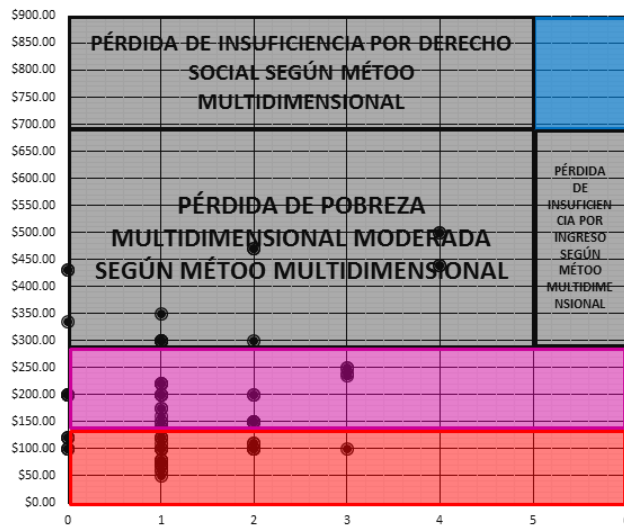 $900.00
$850.00
$800.00
$750.00
$700.00
$650.00
$600.00
$550.00
$500.00
$450.00
$400.00
$350.00
$300.00
$250.00
$200.00
$150.00
$100.00
$50.00
$0.00
PÉRDIDA DE INSUFICIENCIA POR DERECHO
SOCIAL SEGÚN MÉTOO
MULTIDIMENSIONAL
PÉRDIDA DE POBREZA
MULTIDIMENSIONAL MODERADA
SEGÚN MÉTOO MULTIDIMENSIONAL
PÉRDIDA
DE
INSUFICIEN
CIA POR
INGRESO
SEGÚN
MÉTOO
MULTIDIME
NSIONAL
0 1 2 3 4 5 6